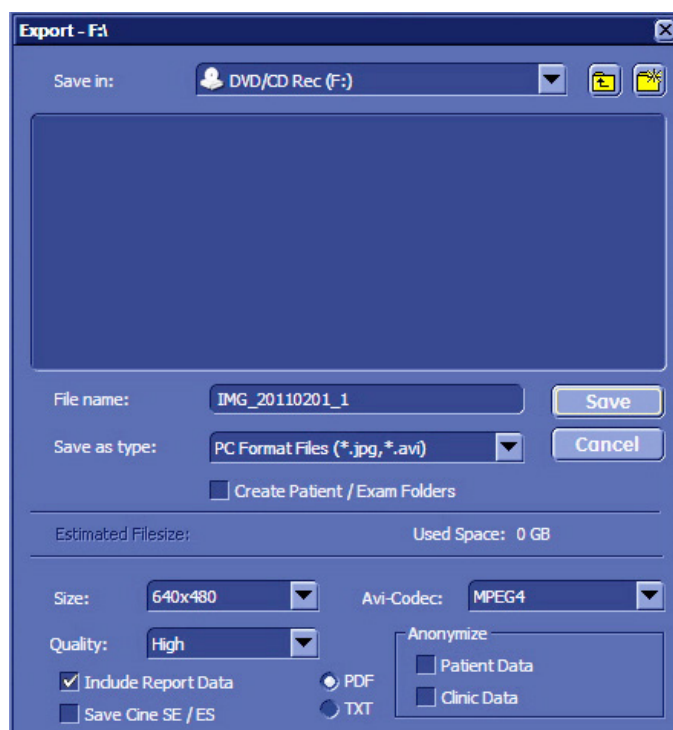 Export - F:\
Save in:
DVD/CD Rec (F:)
File name:
IMG_20110201_1
Save
Save as type:
PC Format Files (*.jpg,*.avi)
Cancel
Create Patient / Exam Folders
Estimated Filesize:
Used Space: 0 GB
Size:
640x480
Avi-Codec:
MPEG4
Quality:
High
Anonymize
Patient Data
Include Report Data
PDF
Clinic Data
Save Cine SE / ES
TXT